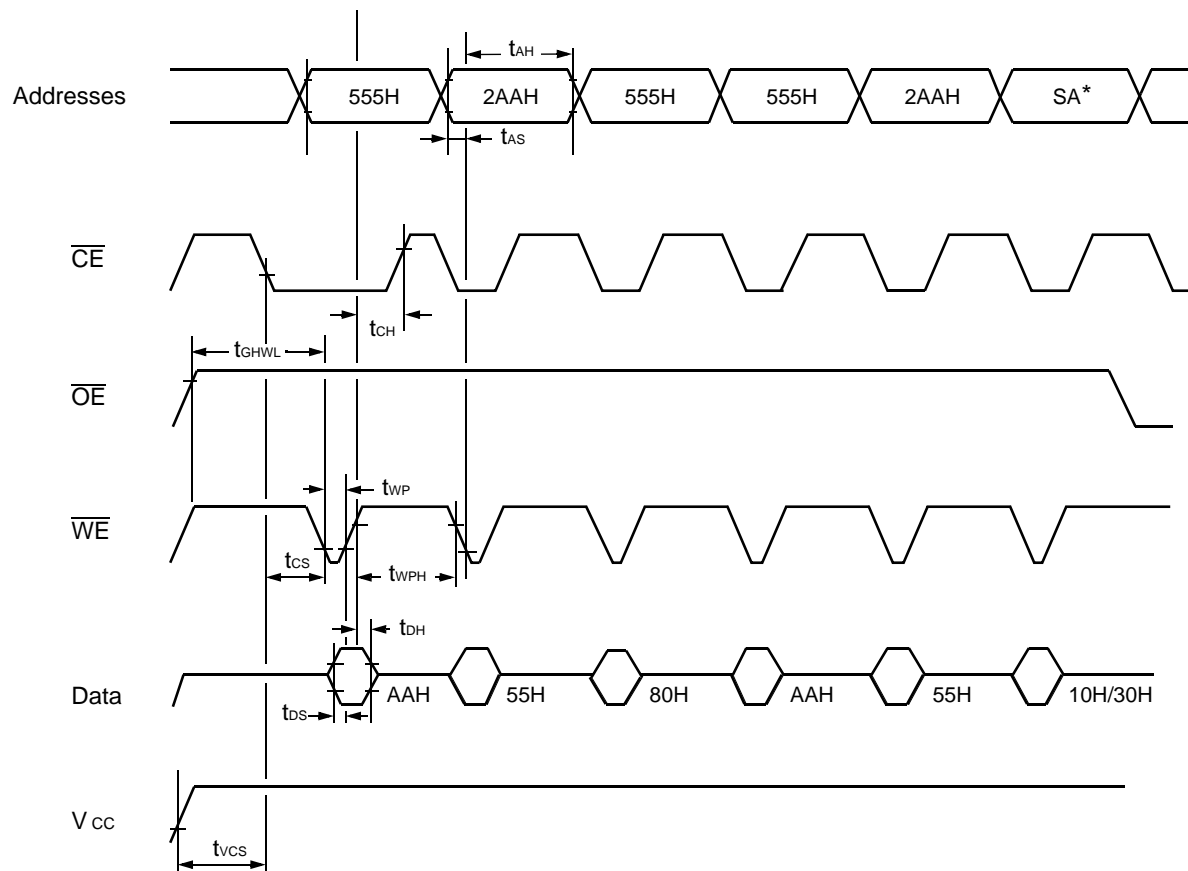 tAH
Addresses 555H 2AAH 555H 555H 2AAH SA*
tAS
CE
tCH
tGHWL
OE
tWP
WE
tCS
tWPH
tDH
Data AAH 55H 80H AAH 55H 10H/30H
tDS
VCC
tVCS